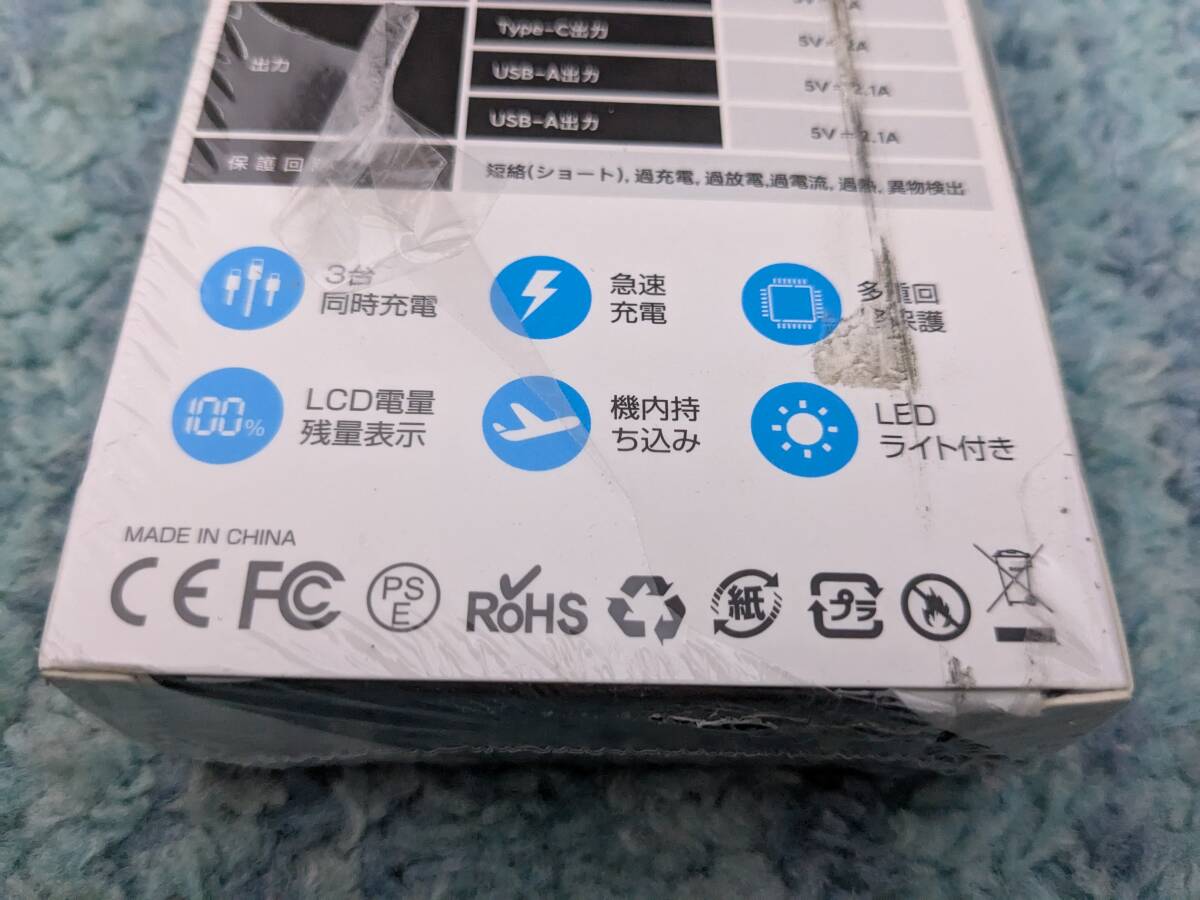 Type-C出力
出力
USB-A出力
5V 2.1A
USB-A出力
5V 2.1A
保護回
短絡(ショート),過充電,過放電,過電流,過熱,異物検出
3台
同時充電
急速
充電
多重回
保護
100%
LCD電量
残量表示
機内持
ち込み
LED
ライト付き
MADE IN CHINA
CE FC PSE RoHS 紙 プラ